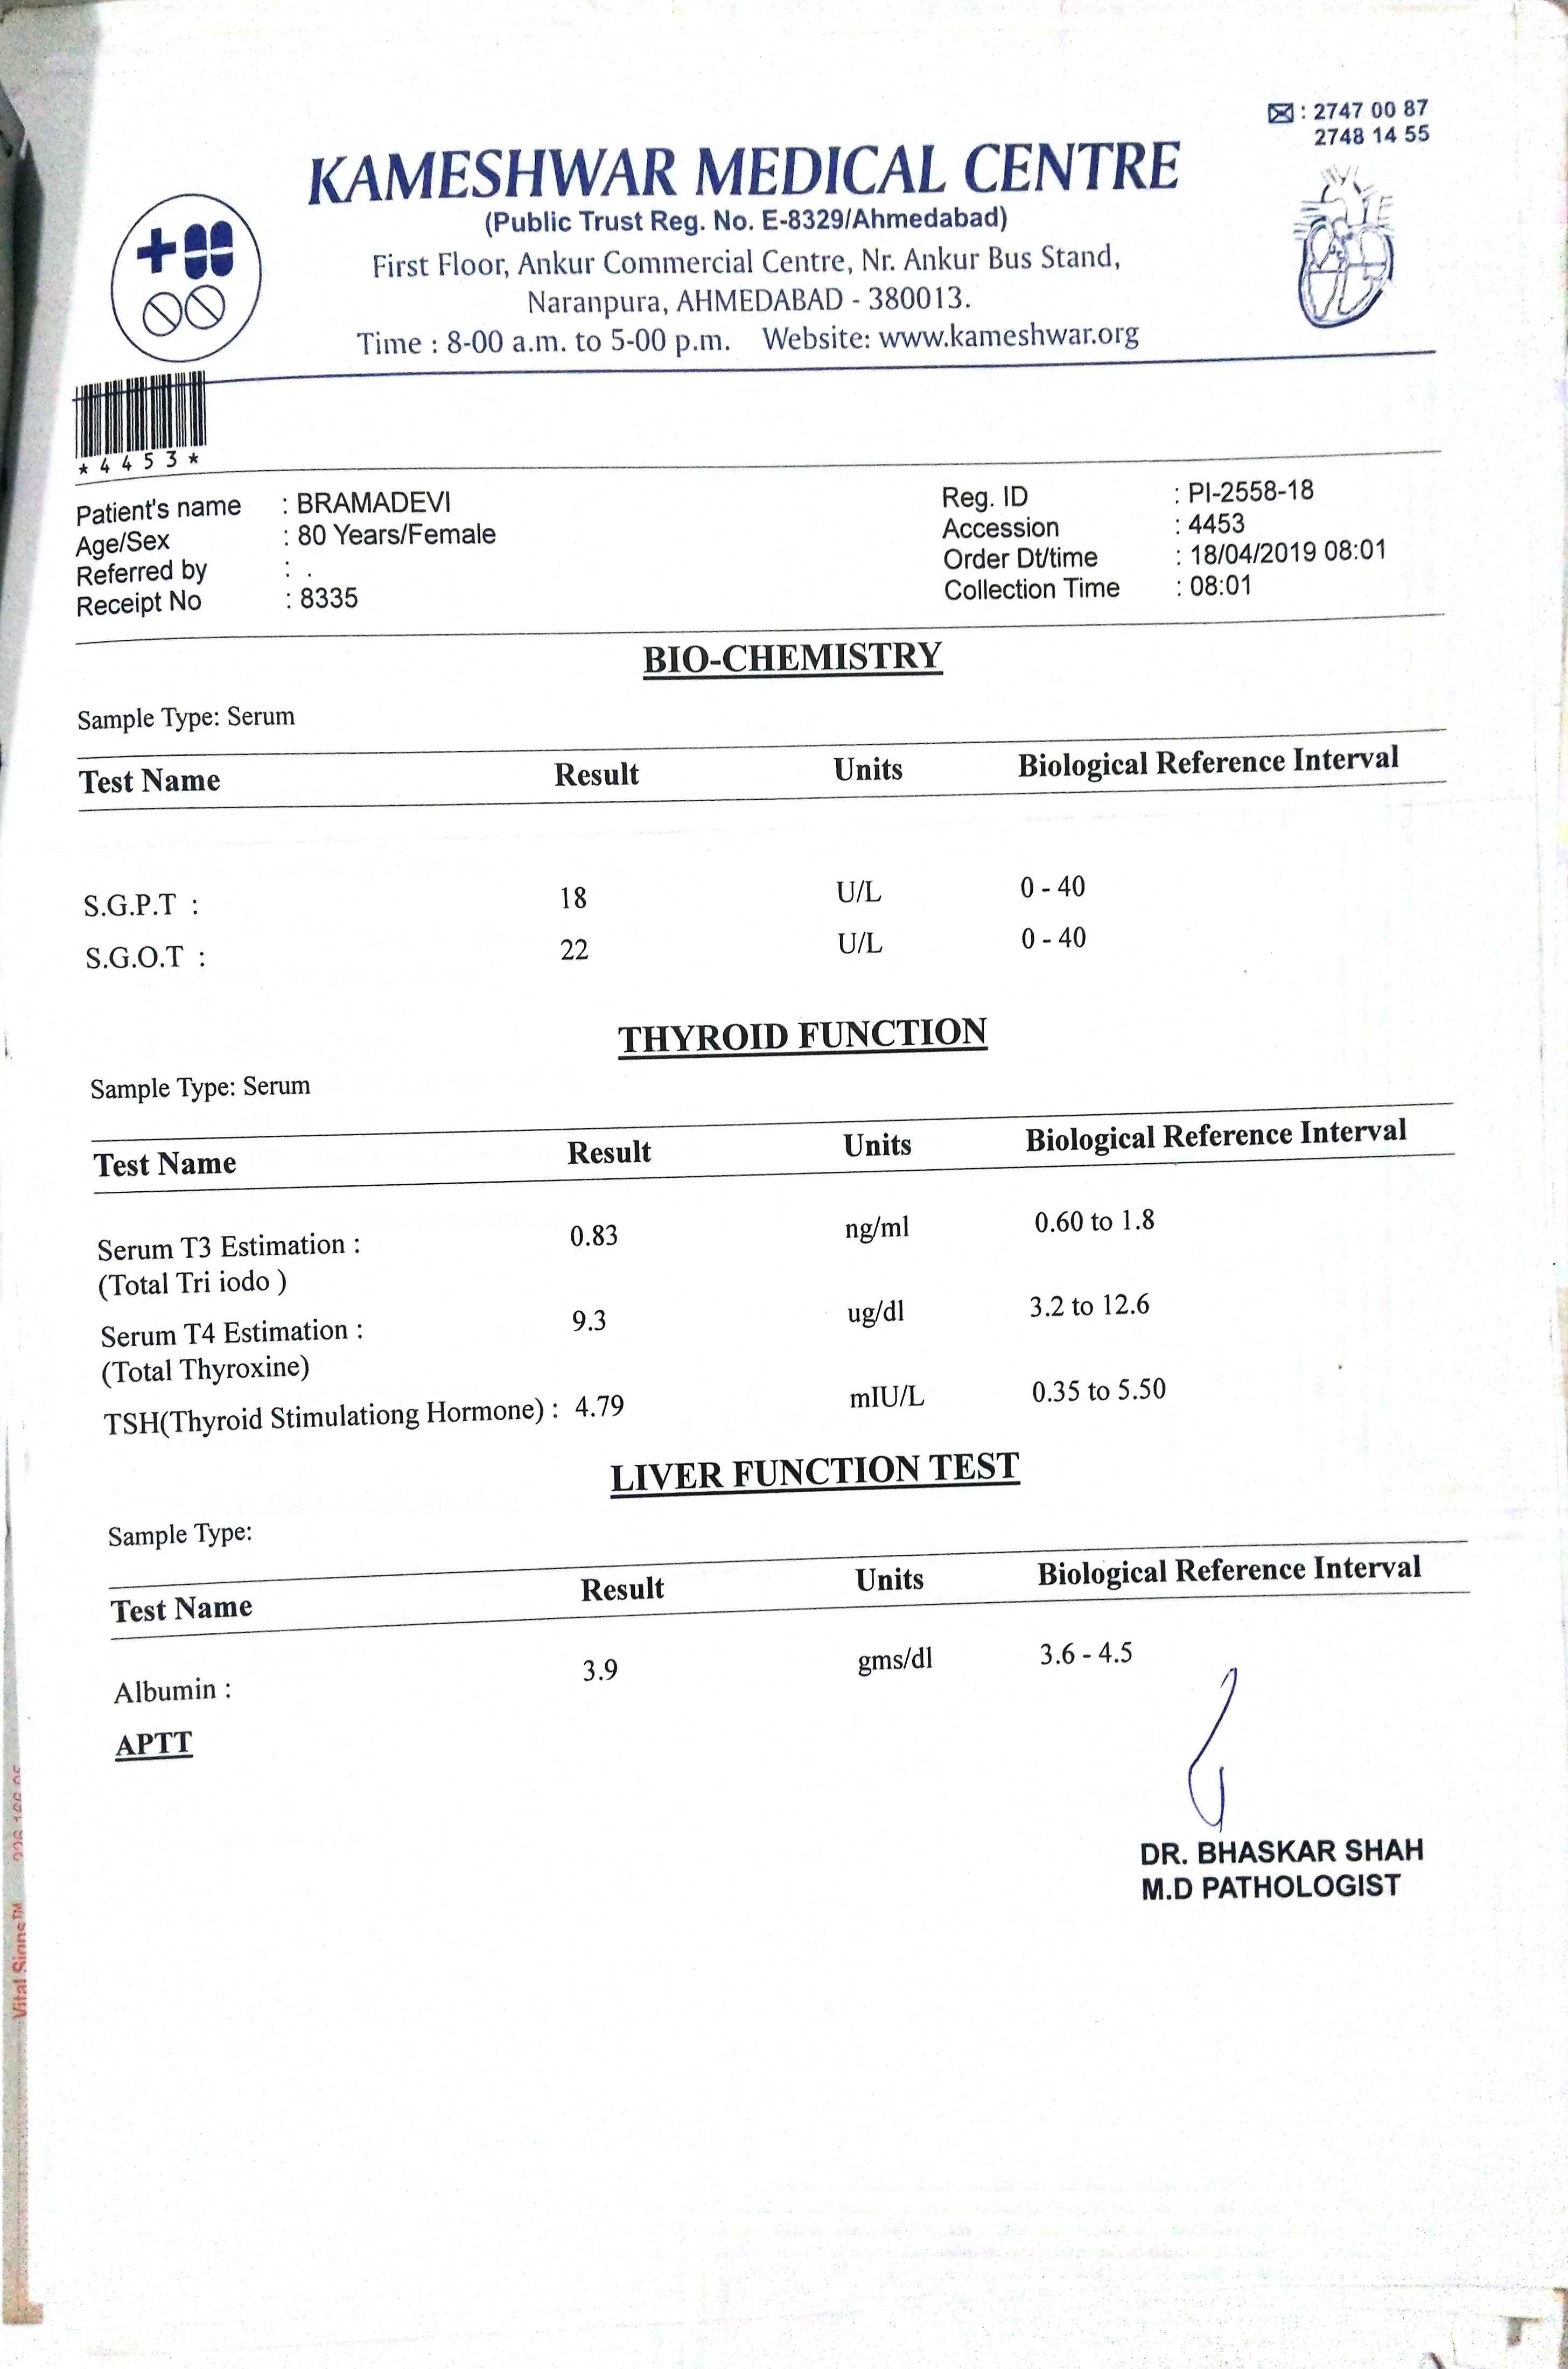 ✉ : 2747 00 87
2748 14 55
KAMESHWAR MEDICAL CENTRE
(Public Trust Reg. No. E-8329/Ahmedabad)
First Floor, Ankur Commercial Centre, Nr. Ankur Bus Stand,
Naranpura, AHMEDABAD - 380013.
Time : 8-00 a.m. to 5-00 p.m. Website: www.kameshwar.org
* 4 4 5 3 *
Patient's name : BRAMADEVI Reg. ID : PI-2558-18
Age/Sex : 80 Years/Female Accession : 4453
Referred by : . Order Dt/time : 18/04/2019 08:01
Receipt No : 8335 Collection Time : 08:01
BIO-CHEMISTRY
Sample Type: Serum
Test Name Result Units Biological Reference Interval
S.G.P.T : 18 U/L 0 - 40
S.G.O.T : 22 U/L 0 - 40
THYROID FUNCTION
Sample Type: Serum
Test Name Result Units Biological Reference Interval
Serum T3 Estimation : 0.83 ng/ml 0.60 to 1.8
(Total Tri iodo )
Serum T4 Estimation : 9.3 ug/dl 3.2 to 12.6
(Total Thyroxine)
TSH(Thyroid Stimulationg Hormone) : 4.79 mIU/L 0.35 to 5.50
LIVER FUNCTION TEST
Sample Type:
Test Name Result Units Biological Reference Interval
Albumin : 3.9 gms/dl 3.6 - 4.5
APTT
DR. BHASKAR SHAH
M.D PATHOLOGIST
Vital Signs™